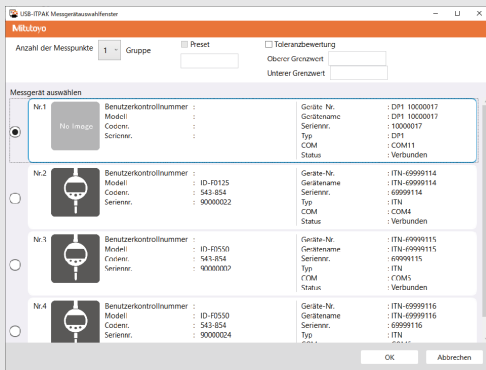 USB-ITPAK Messgerätauswahlfenster
Mitutoyo
Anzahl der Messpunkte 1 Gruppe
Preset
Toleranzbewertung
Oberer Grenzwert
Unterer Grenzwert
Messgerät auswählen
Nr.1
No Image
Benutzerkontrollnummer :
Modell :
Codenr. :
Seriennr. :
Geräte Nr. : DP1 10000017
Gerätename : DP1 10000017
Seriennr. : 10000017
Typ : DP1
COM : COM11
Status : Verbunden
Nr.2
Benutzerkontrollnummer :
Modell : ID-F0125
Codenr. : 543-854
Seriennr. : 90000022
Geräte-Nr. : ITN-69999114
Gerätename : ITN-69999114
Seriennr. : 69999114
Typ : ITN
COM : COM4
Status : Verbunden
Nr.3
Benutzerkontrollnummer :
Modell : ID-F0550
Codenr. : 543-854
Seriennr. : 90000002
Geräte-Nr. : ITN-69999115
Gerätename : ITN-69999115
Seriennr. : 69999115
Typ : ITN
COM : COM5
Status : Verbunden
Nr.4
Benutzerkontrollnummer :
Modell : ID-F0550
Codenr. : 543-854
Seriennr. : 90000024
Geräte-Nr. : ITN-69999116
Gerätename : ITN-69999116
Seriennr. : 69999116
Typ : ITN
OK
Abbrechen